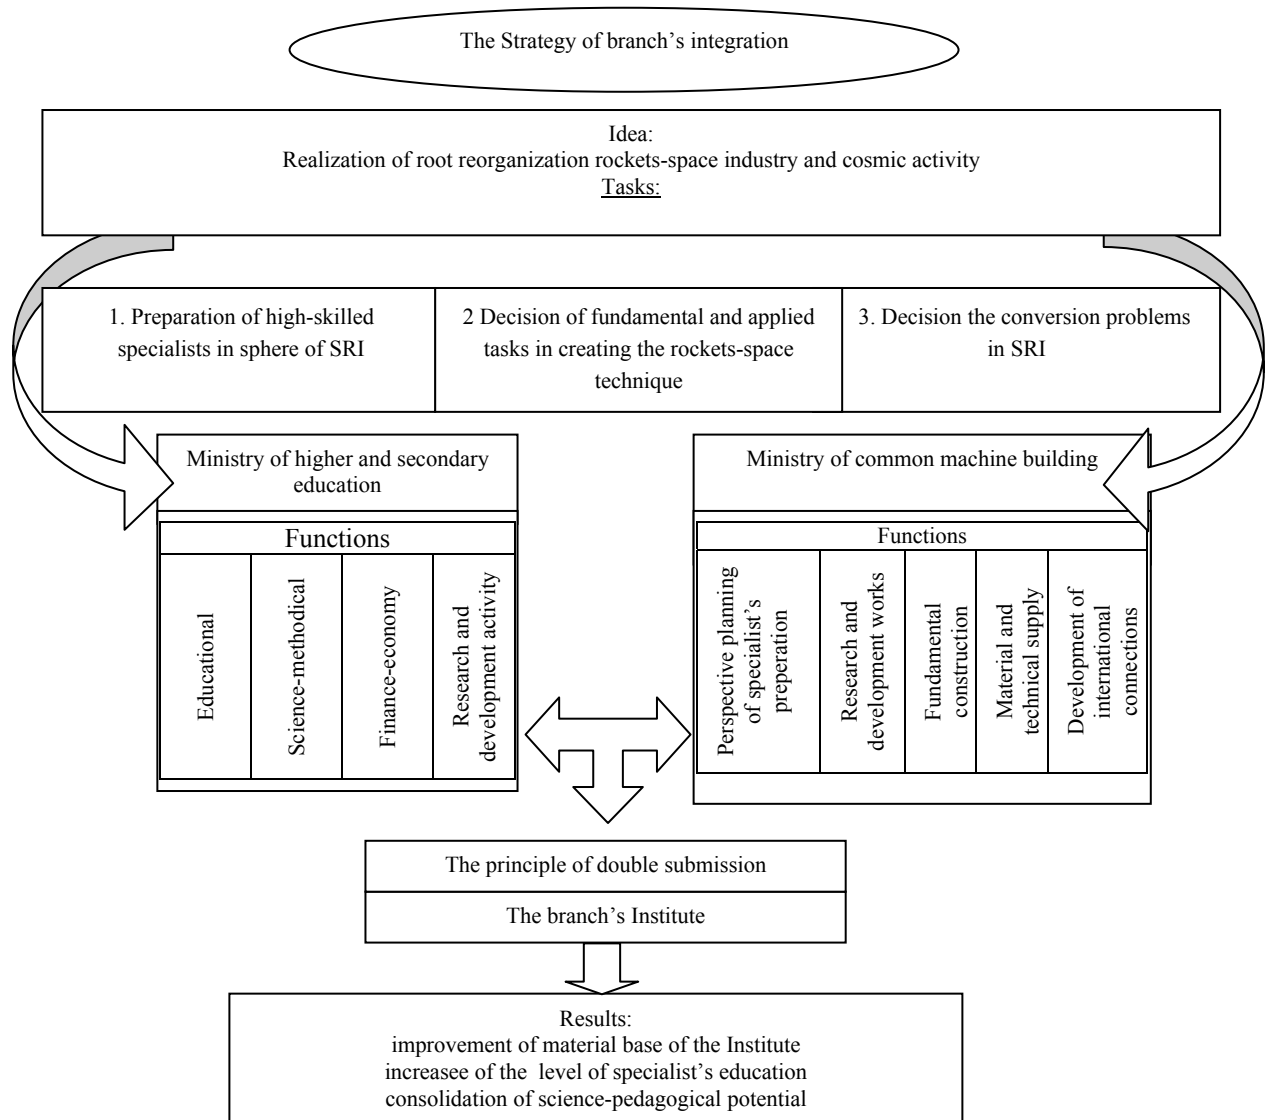 The Strategy of branch's integration
Idea:
Realization of root reorganization rockets-space industry and cosmic activity
Tasks:
1. Preparation of high-skilled
specialists in sphere of SRI
2 Decision of fundamental and applied
tasks in creating the rockets-space
technique
3. Decision the conversion problems
in SRI
Ministry of higher and secondary
education
Functions
Educational
Science-methodical
Finance-economy
Research and
development activity
Ministry of common machine building
Functions
Perspective planning
of specialist's
preperation
Research and
development works
Fundamental
construction
Material and
technical supply
Development of
international
connections
The principle of double submission
The branch's Institute
Results:
improvement of material base of the Institute
increasee of the level of specialist's education
consolidation of science-pedagogical potential